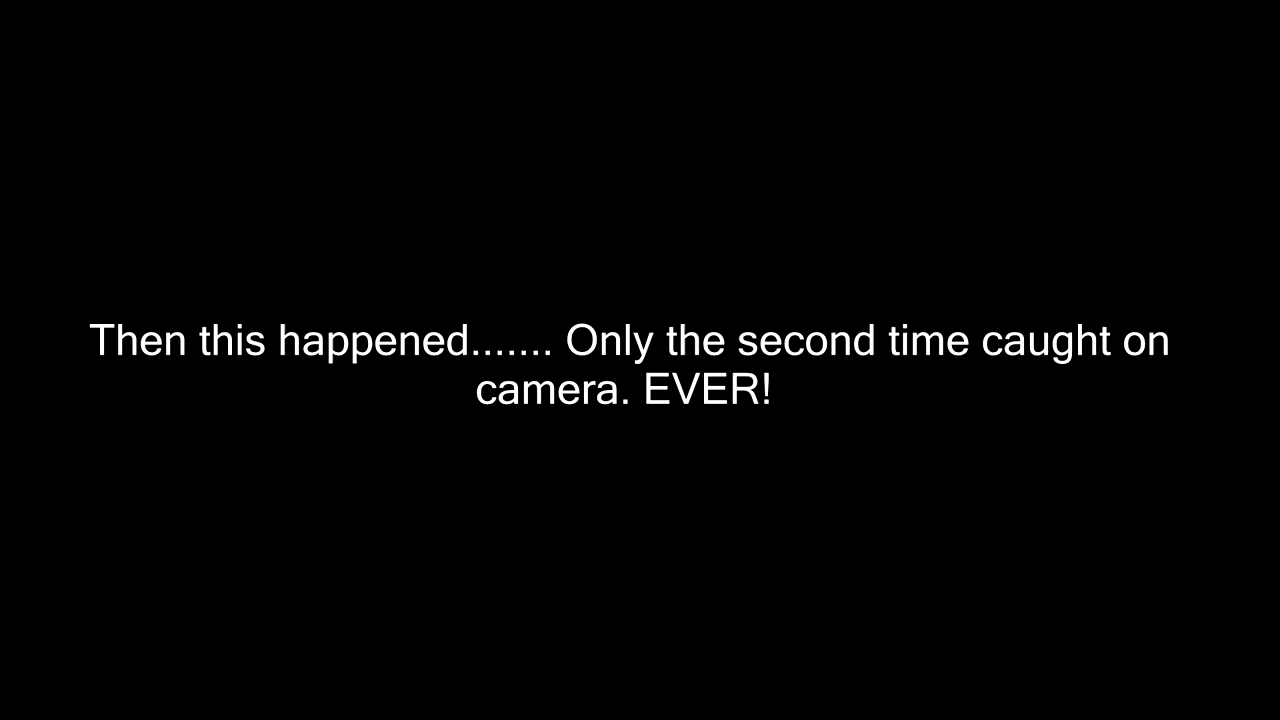 Then this happened....... Only the second time caught on
camera. EVER!